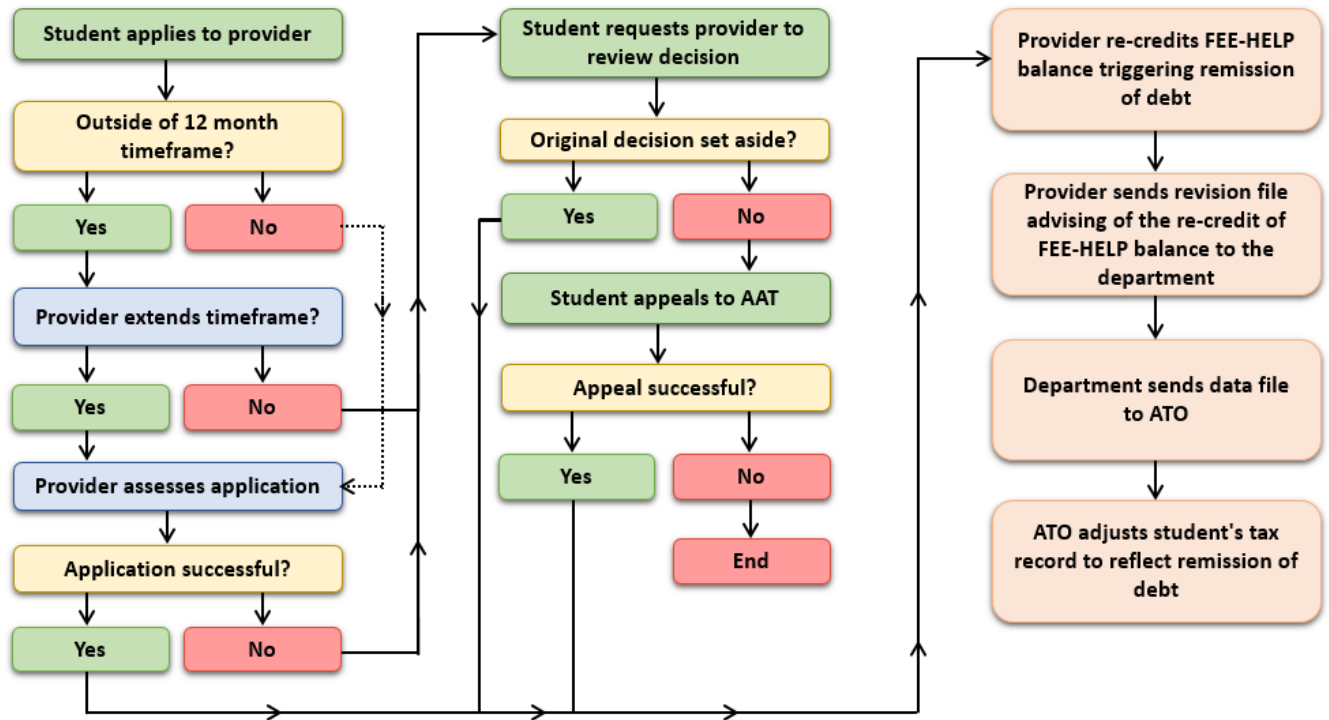 Student applies to provider
Outside of 12 month
timeframe?
Yes
No
Provider extends timeframe?
Yes
No
Provider assesses application
Application successful?
Yes
No
Student requests provider to
review decision
Original decision set aside?
Yes
No
Student appeals to AAT
Appeal successful?
Yes
No
End
Provider re-credits FEE-HELP
balance triggering remission
of debt
Provider sends revision file
advising of the re-credit of
FEE-HELP balance to the
department
Department sends data file
to ATO
ATO adjusts student's tax
record to reflect remission of
debt